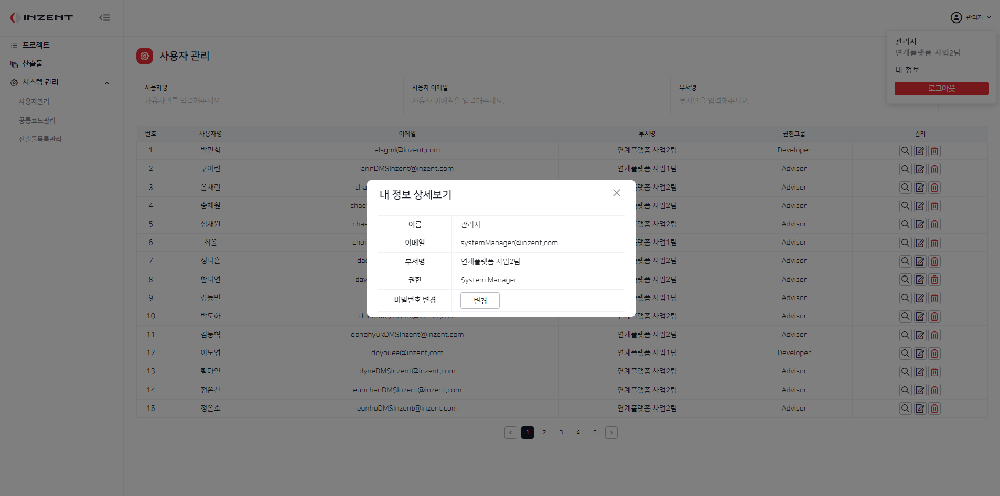 INZENT
관리자
프로젝트
산출물
시스템 관리
사용자관리
공통코드관리
산출물목록관리
관리자
연계플랫폼 사업2팀
내 정보
로그아웃
사용자 관리
사용자명 사용자 이메일 부서명
사용자명를 입력해주세요. 사용자 이메일을 입력해주세요. 부서명을 입력해주세요.
번호 사용자명 이메일 부서명 권한그룹 관리
1 박민희 alsgml@inzent.com 연계플랫폼 사업2팀 Developer
2 구아린 arinDMSInzent@inzent.com 연계플랫폼 사업1팀 Advisor
3 윤채린 cha 랫폼 사업2팀 Advisor
4 송채원 chae 랫폼 사업2팀 Advisor
5 심채원 chae 랫폼 사업2팀 Advisor
6 최윤 choi 랫폼 사업1팀 Advisor
7 정다은 dae 랫폼 사업2팀 Advisor
8 한다연 day 랫폼 사업2팀 Advisor
9 강동민 랫폼 사업1팀 Advisor
10 박도하 dohaDMSInzent@inzent.com 연계플랫폼 사업2팀 Advisor
11 김동혁 donghyukDMSInzent@inzent.com 연계플랫폼 사업2팀 Advisor
12 이도영 doyouee@inzent.com 연계플랫폼 사업1팀 Developer
13 황다인 dyneDMSInzent@inzent.com 연계플랫폼 사업2팀 Advisor
14 정은찬 eunchanDMSInzent@inzent.com 연계플랫폼 사업2팀 Advisor
15 정은호 eunhoDMSInzent@inzent.com 연계플랫폼 사업2팀 Advisor
< 1 2 3 4 5 >
내 정보 상세보기
이름 관리자
이메일 systemManager@inzent.com
부서명 연계플랫폼 사업2팀
권한 System Manager
비밀번호 변경 변경